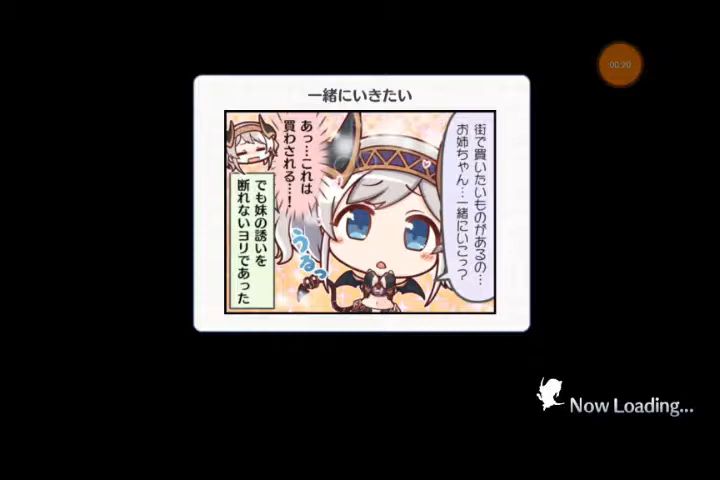 00:20
一緒にいきたい
街で買いたいものがあるの…
お姉ちゃん…一緒にいこっ？
あっ…これは
買わされる…！
うるっ
でも妹の誘いを
断れないヨリであった
Now Loading...